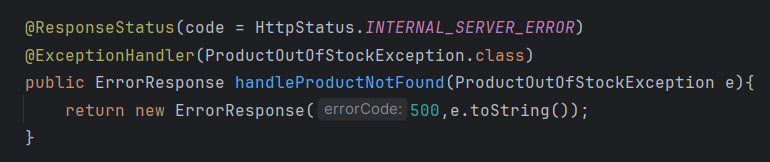 @ResponseStatus(code = HttpStatus.INTERNAL_SERVER_ERROR)
@ExceptionHandler(ProductOutOfStockException.class)
public ErrorResponse handleProductNotFound(ProductOutOfStockException e){
    return new ErrorResponse( errorCode: 500,e.toString());
}